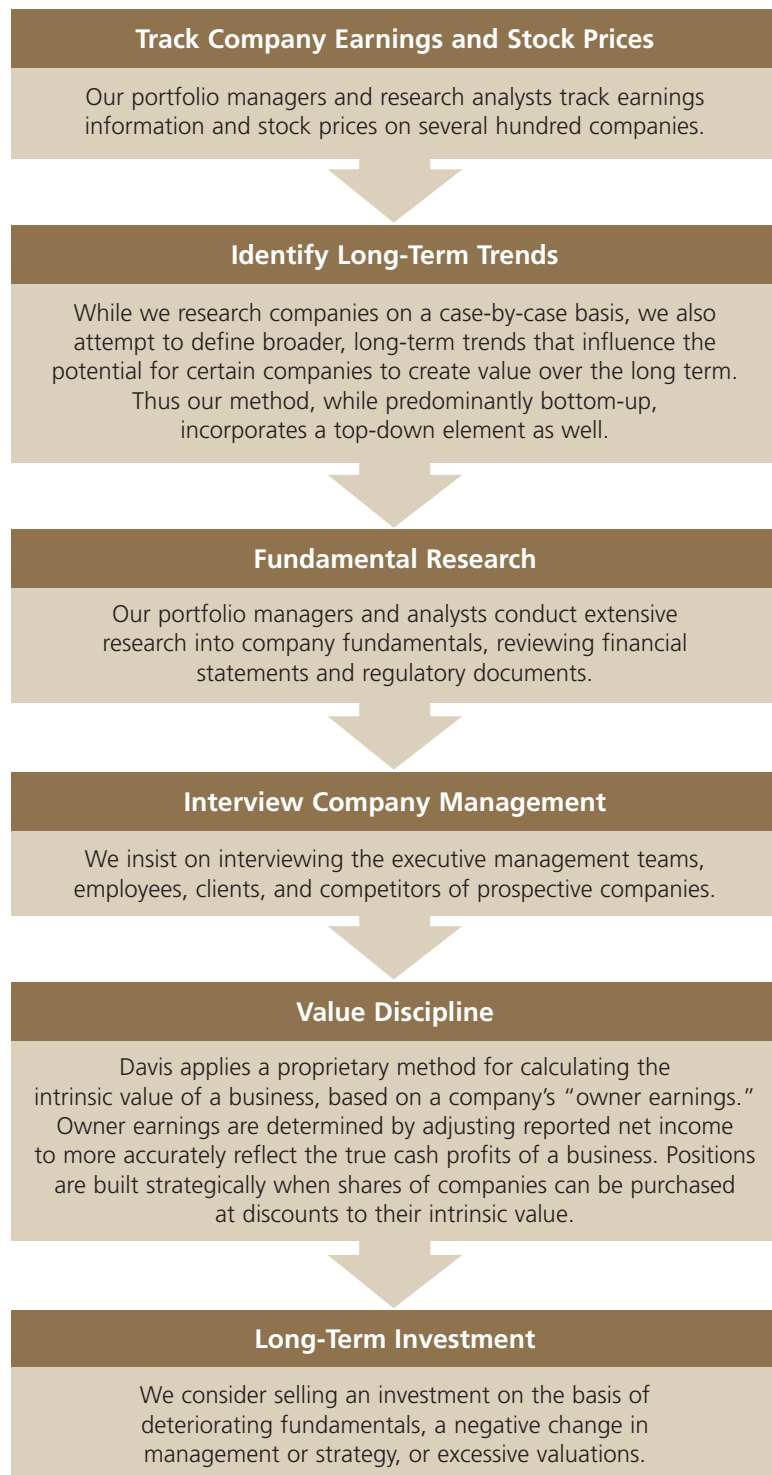 Track Company Earnings and Stock Prices
Our portfolio managers and research analysts track earnings
information and stock prices on several hundred companies.
Identify Long-Term Trends
While we research companies on a case-by-case basis, we also
attempt to define broader, long-term trends that influence the
potential for certain companies to create value over the long term.
Thus our method, while predominantly bottom-up,
incorporates a top-down element as well.
Fundamental Research
Our portfolio managers and analysts conduct extensive
research into company fundamentals, reviewing financial
statements and regulatory documents.
Interview Company Management
We insist on interviewing the executive management teams,
employees, clients, and competitors of prospective companies.
Value Discipline
Davis applies a proprietary method for calculating the
intrinsic value of a business, based on a company’s “owner earnings.”
Owner earnings are determined by adjusting reported net income
to more accurately reflect the true cash profits of a business. Positions
are built strategically when shares of companies can be purchased
at discounts to their intrinsic value.
Long-Term Investment
We consider selling an investment on the basis of
deteriorating fundamentals, a negative change in
management or strategy, or excessive valuations.